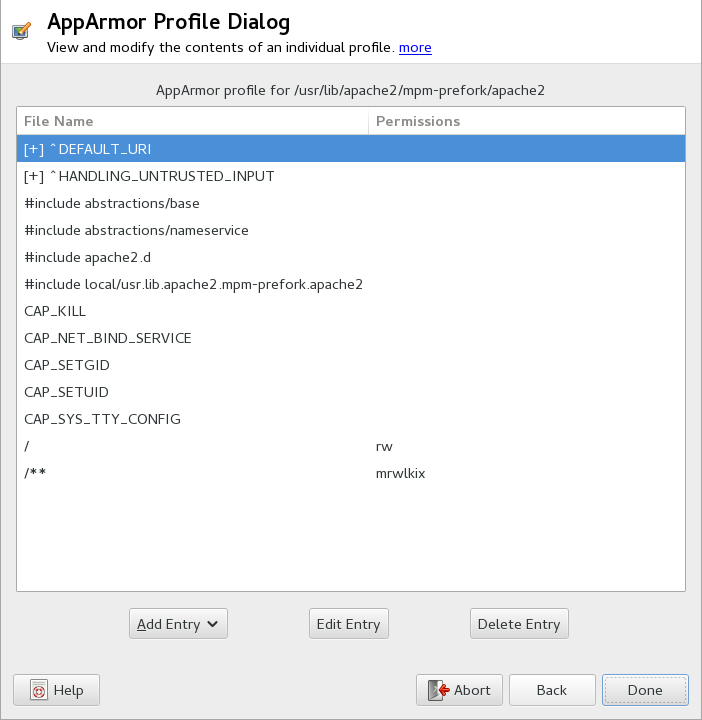 AppArmor Profile Dialog
View and modify the contents of an individual profile. more
AppArmor profile for /usr/lib/apache2/mpm-prefork/apache2
File Name Permissions
[+] ^DEFAULT_URI
[+] ^HANDLING_UNTRUSTED_INPUT
#include abstractions/base
#include abstractions/nameservice
#include apache2.d
#include local/usr.lib.apache2.mpm-prefork.apache2
CAP_KILL
CAP_NET_BIND_SERVICE
CAP_SETGID
CAP_SETUID
CAP_SYS_TTY_CONFIG
/ rw
/** mrwlkix
Add Entry Edit Entry Delete Entry
Help Abort Back Done